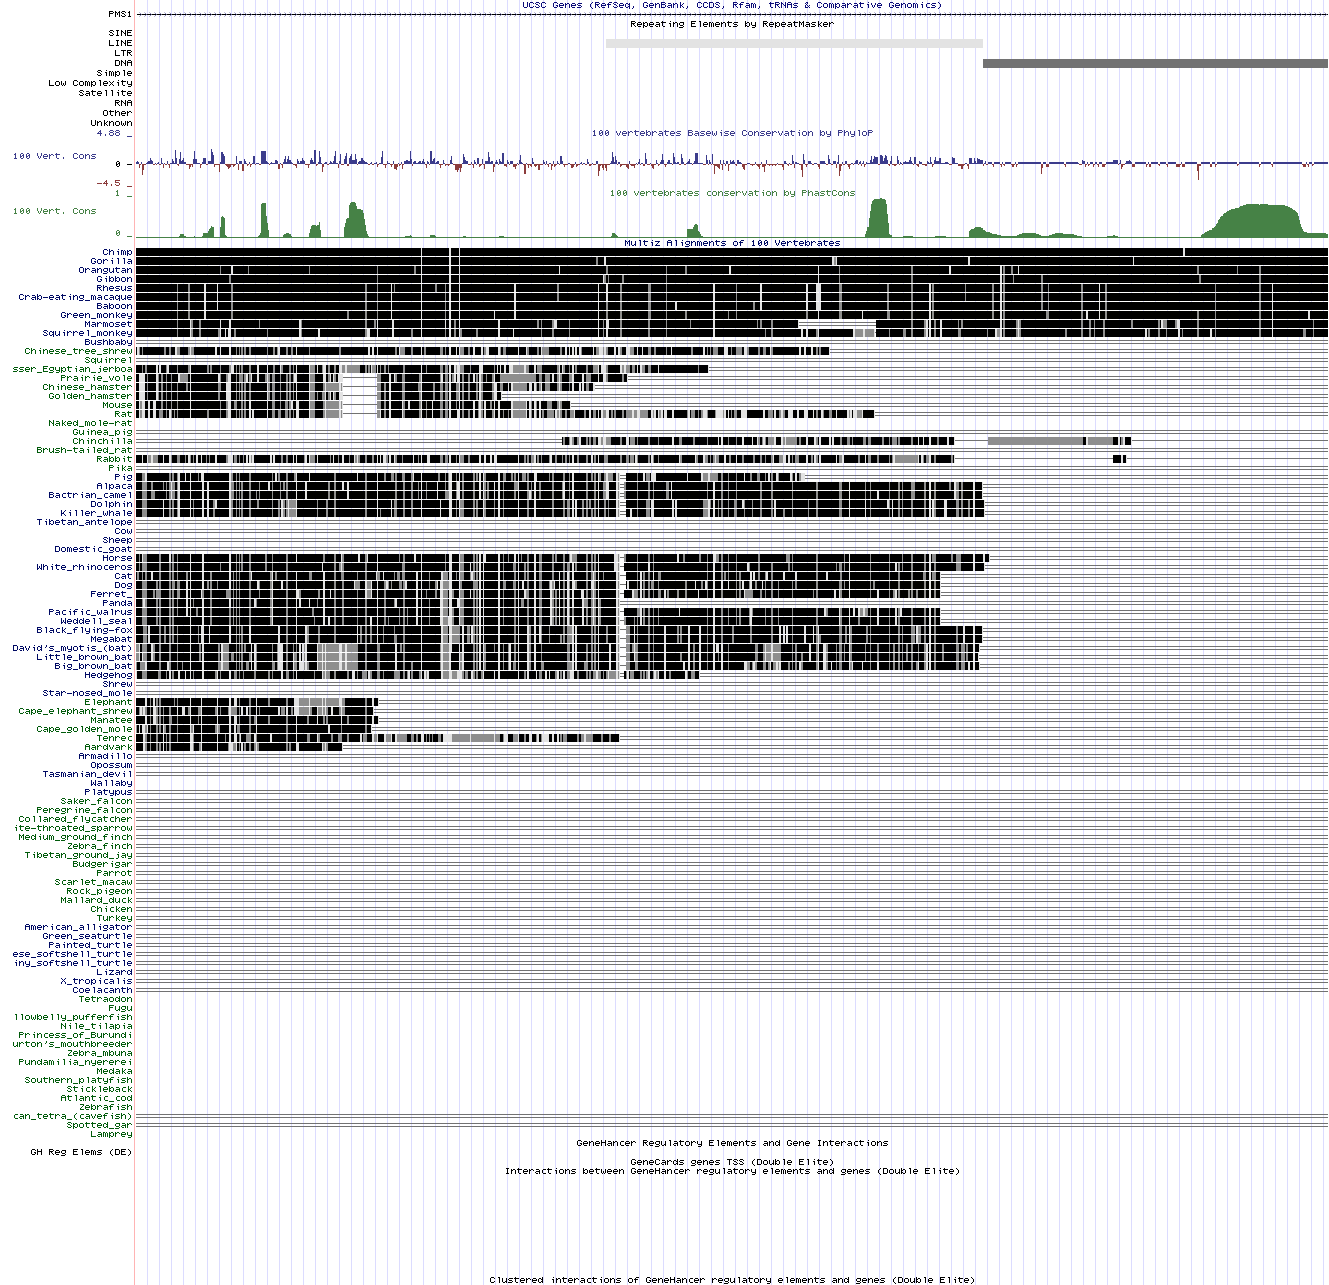 UCSC Genes (RefSeq, GenBank, CCDS, Rfam, tRNAs & Comparative Genomics)
PMS1
Repeating Elements by RepeatMasker
SINE
LINE
LTR
DNA
Simple
Low Complexity
Satellite
RNA
Other
Unknown
4.88 _
100 vertebrates Basewise Conservation by PhyloP
100 Vert. Cons
0 -
-4.5 _
1 _
100 vertebrates conservation by PhastCons
100 Vert. Cons
0 _
Multiz Alignments of 100 Vertebrates
Chimp
Gorilla
Orangutan
Gibbon
Rhesus
Crab-eating_macaque
Baboon
Green_monkey
Marmoset
Squirrel_monkey
Bushbaby
Chinese_tree_shrew
Squirrel
sser_Egyptian_jerboa
Prairie_vole
Chinese_hamster
Golden_hamster
Mouse
Rat
Naked_mole-rat
Guinea_pig
Chinchilla
Brush-tailed_rat
Rabbit
Pika
Pig
Alpaca
Bactrian_camel
Dolphin
Killer_whale
Tibetan_antelope
Cow
Sheep
Domestic_goat
Horse
White_rhinoceros
Cat
Dog
Ferret_
Panda
Pacific_walrus
Weddell_seal
Black_flying-fox
Megabat
David's_myotis_(bat)
Little_brown_bat
Big_brown_bat
Hedgehog
Shrew
Star-nosed_mole
Elephant
Cape_elephant_shrew
Manatee
Cape_golden_mole
Tenrec
Aardvark
Armadillo
Opossum
Tasmanian_devil
Wallaby
Platypus
Saker_falcon
Peregrine_falcon
Collared_flycatcher
ite-throated_sparrow
Medium_ground_finch
Zebra_finch
Tibetan_ground_jay
Budgerigar
Parrot
Scarlet_macaw
Rock_pigeon
Mallard_duck
Chicken
Turkey
American_alligator
Green_seaturtle
Painted_turtle
ese_softshell_turtle
iny_softshell_turtle
Lizard
X_tropicalis
Coelacanth
Tetraodon
Fugu
llowbelly_pufferfish
Nile_tilapia
Princess_of_Burundi
urton's_mouthbreeder
Zebra_mbuna
Pundamilia_nyererei
Medaka
Southern_platyfish
Stickleback
Atlantic_cod
Zebrafish
can_tetra_(cavefish)
Spotted_gar
Lamprey
GeneHancer Regulatory Elements and Gene Interactions
GH Reg Elems (DE)
GeneCards genes TSS (Double Elite)
Interactions between GeneHancer regulatory elements and genes (Double Elite)
Clustered interactions of GeneHancer regulatory elements and genes (Double Elite)